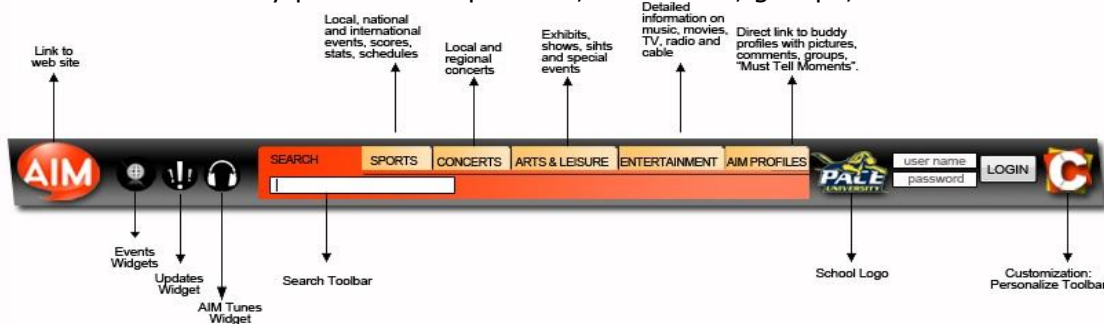 Link to
web site
Local, national
and international
events, scores,
stats, schedules
Local and
regional
concerts
Exhibits,
shows, sihts
and special
events
Detailed
information on
music, movies,
TV, radio and
cable
Direct link to buddy
profiles with pictures,
comments, groups,
"Must Tell Moments".
AIM
SEARCH
SPORTS
CONCERTS
ARTS & LEISURE
ENTERTAINMENT
AIM PROFILES
PACE
UNIVERSITY
user name
password
LOGIN
C
Events
Widgets
Updates
Widget
AIM Tunes
Widget
Search Toolbar
School Logo
Customization:
Personalize Toolbar